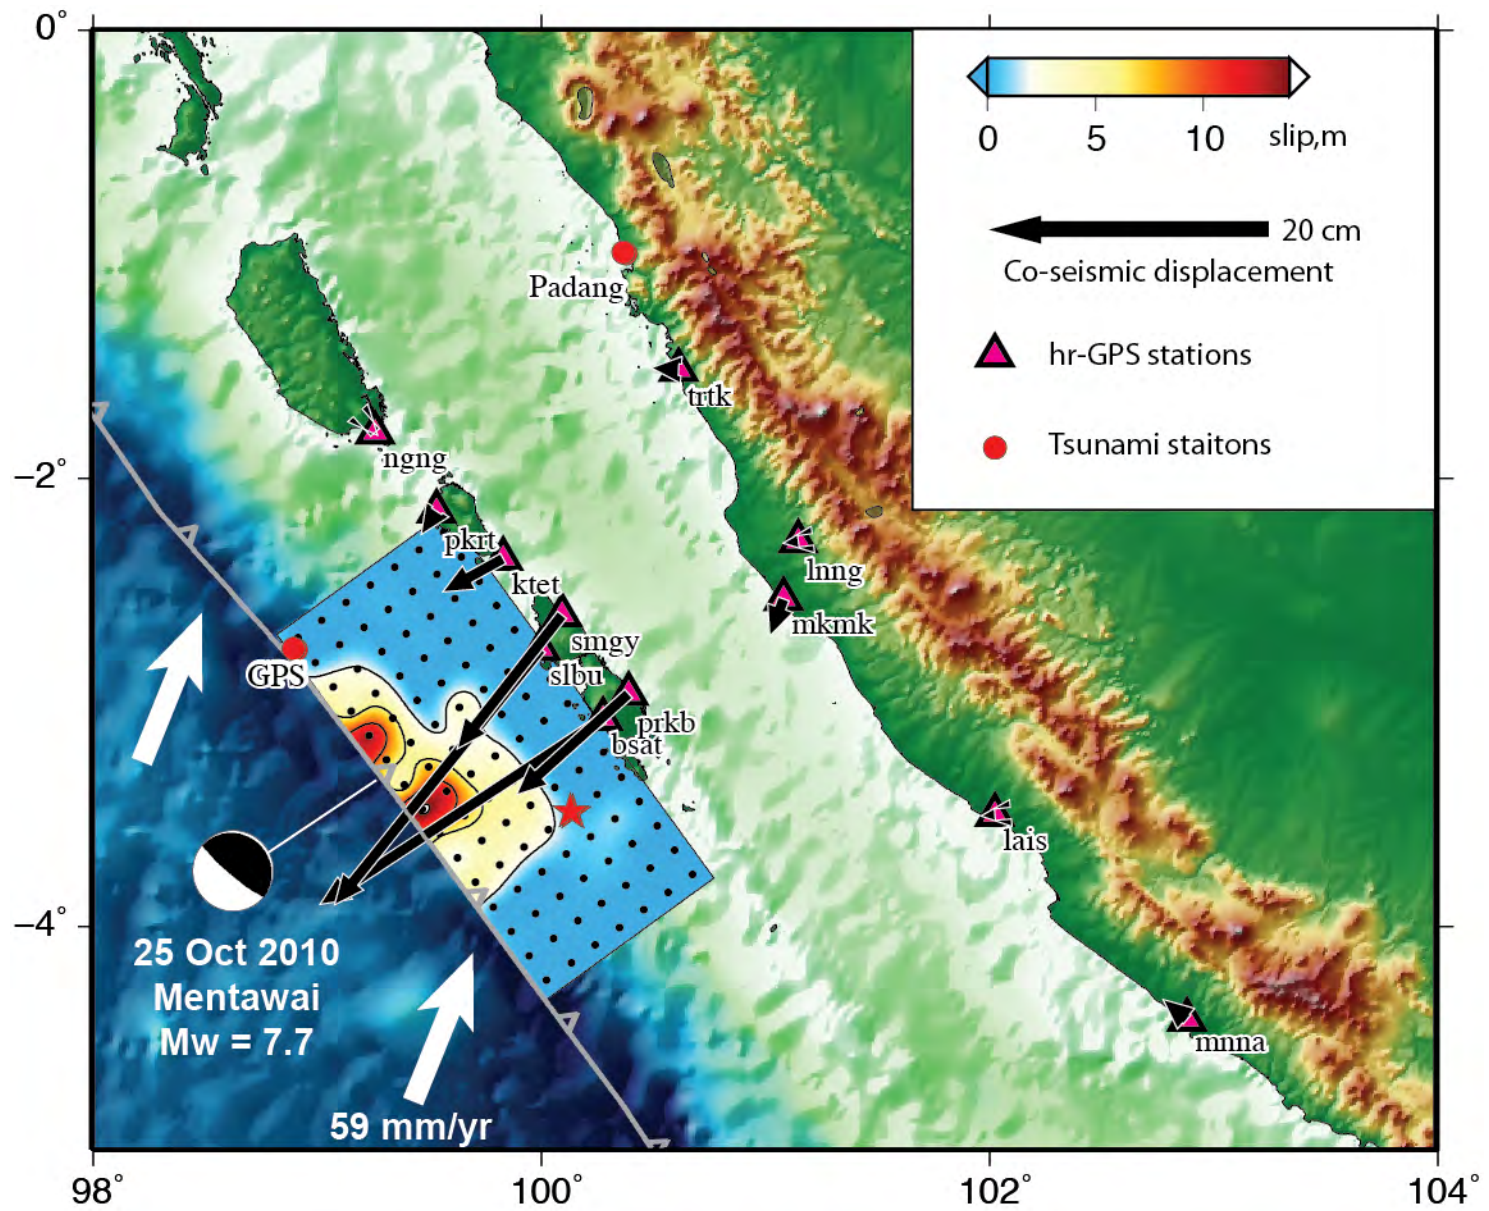 0°
−2°
−4°
98°
100°
102°
104°
0 5 10 slip,m
20 cm
Co-seismic displacement
hr-GPS stations
Tsunami staitons
Padang
trtk
ngng
pkrt
ktet
lnng
mkmk
smgy
slbu
GPS
prkb
bsat
lais
mnna
25 Oct 2010
Mentawai
Mw = 7.7
59 mm/yr